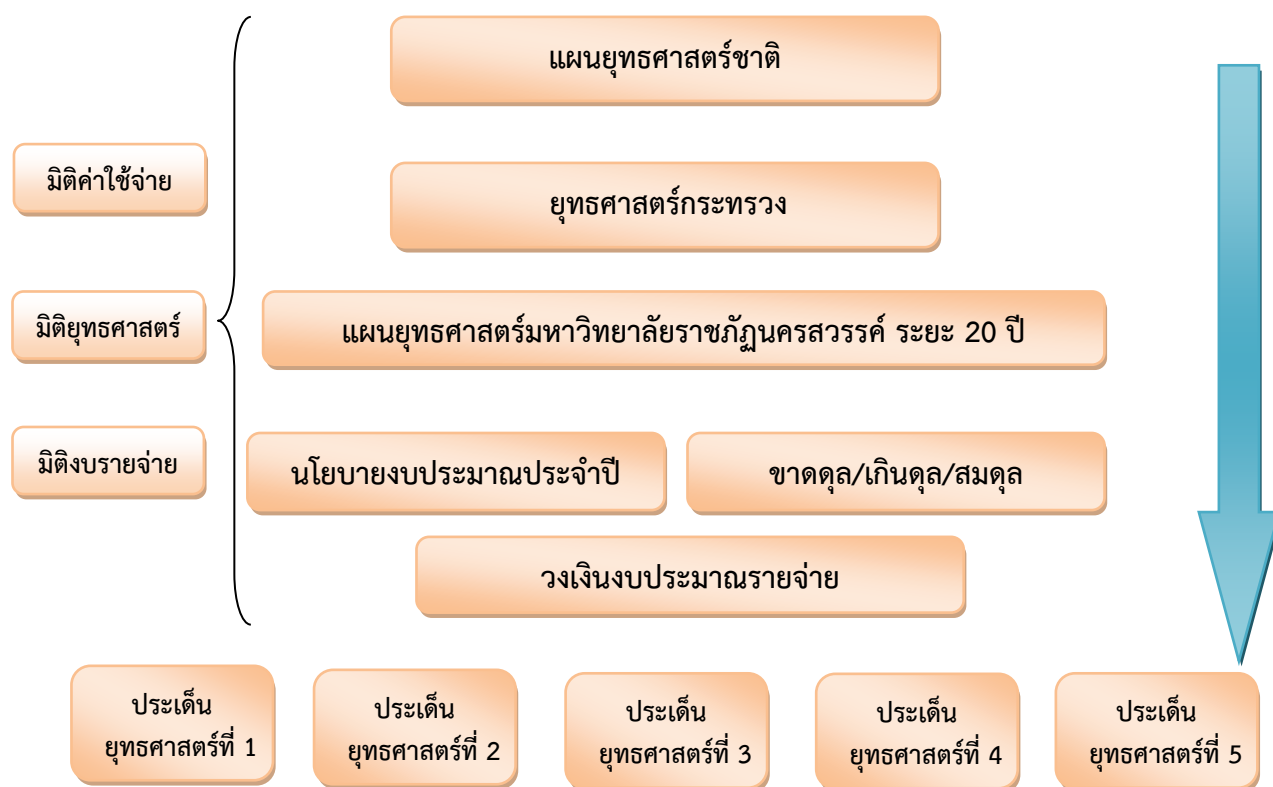 แผนยุทธศาสตร์ชาติ
มิติค่าใช้จ่าย
ยุทธศาสตร์กระทรวง
มิติยุทธศาสตร์
แผนยุทธศาสตร์มหาวิทยาลัยราชภัฏนครสวรรค์ ระยะ 20 ปี
มิติงบรายจ่าย
นโยบายงบประมาณประจำปี
ขาดดุล/เกินดุล/สมดุล
วงเงินงบประมาณรายจ่าย
ประเด็น
ยุทธศาสตร์ที่ 1
ประเด็น
ยุทธศาสตร์ที่ 2
ประเด็น
ยุทธศาสตร์ที่ 3
ประเด็น
ยุทธศาสตร์ที่ 4
ประเด็น
ยุทธศาสตร์ที่ 5